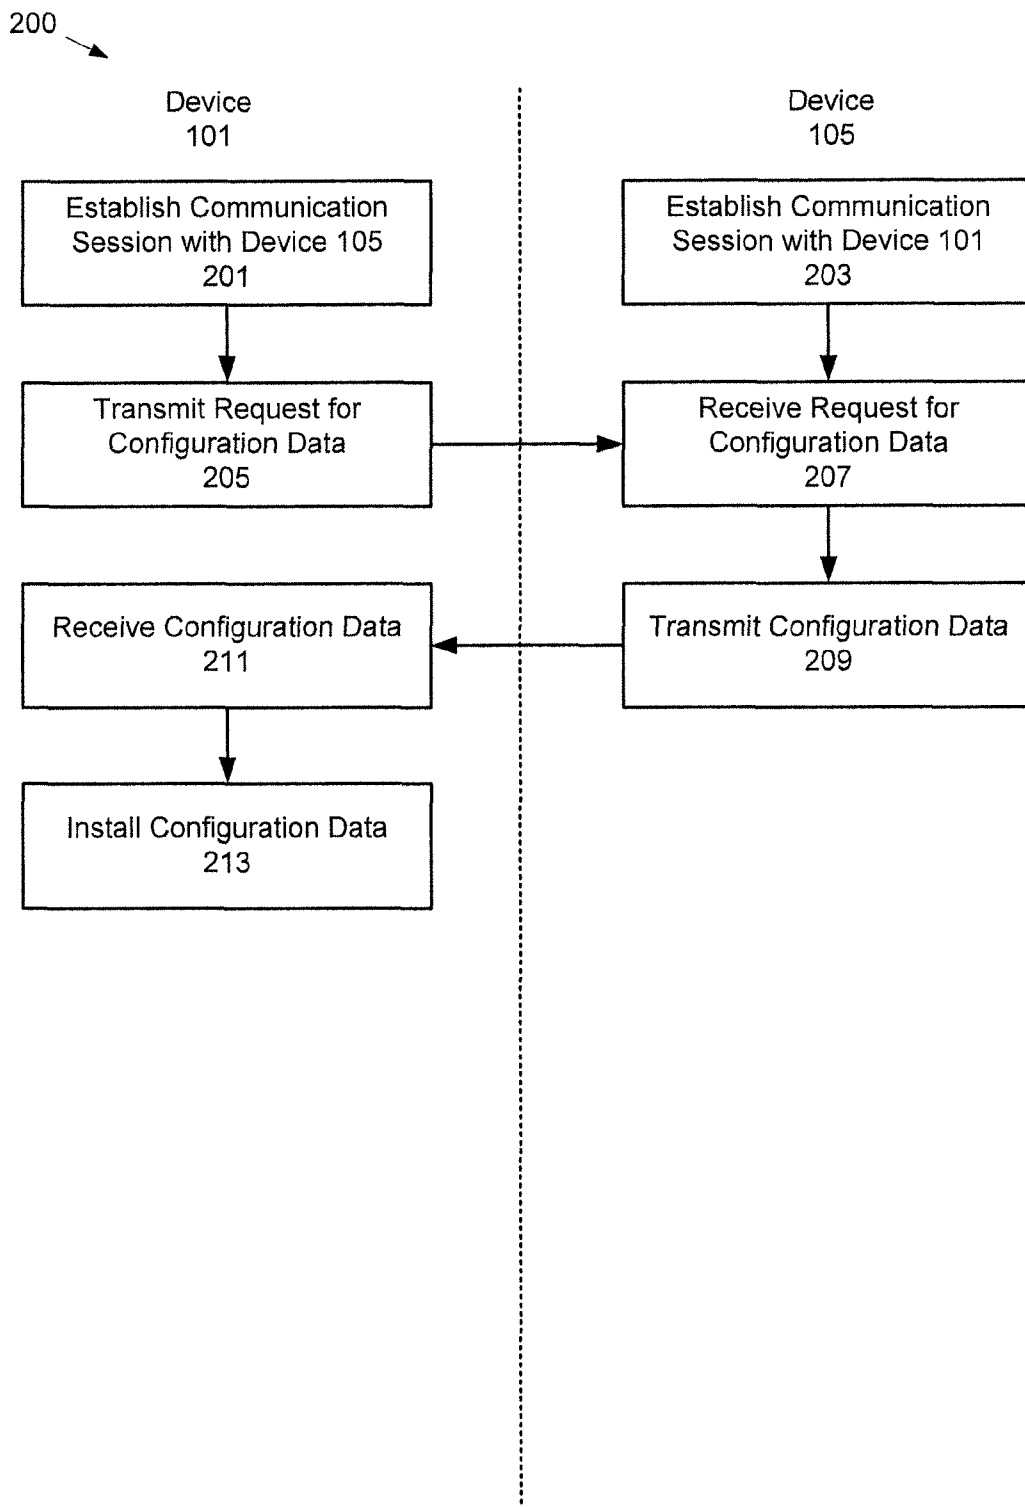 200
Device
101
Device
105
Establish Communication
Session with Device 105
201
Establish Communication
Session with Device 101
203
Transmit Request for
Configuration Data
205
Receive Request for
Configuration Data
207
Receive Configuration Data
211
Transmit Configuration Data
209
Install Configuration Data
213